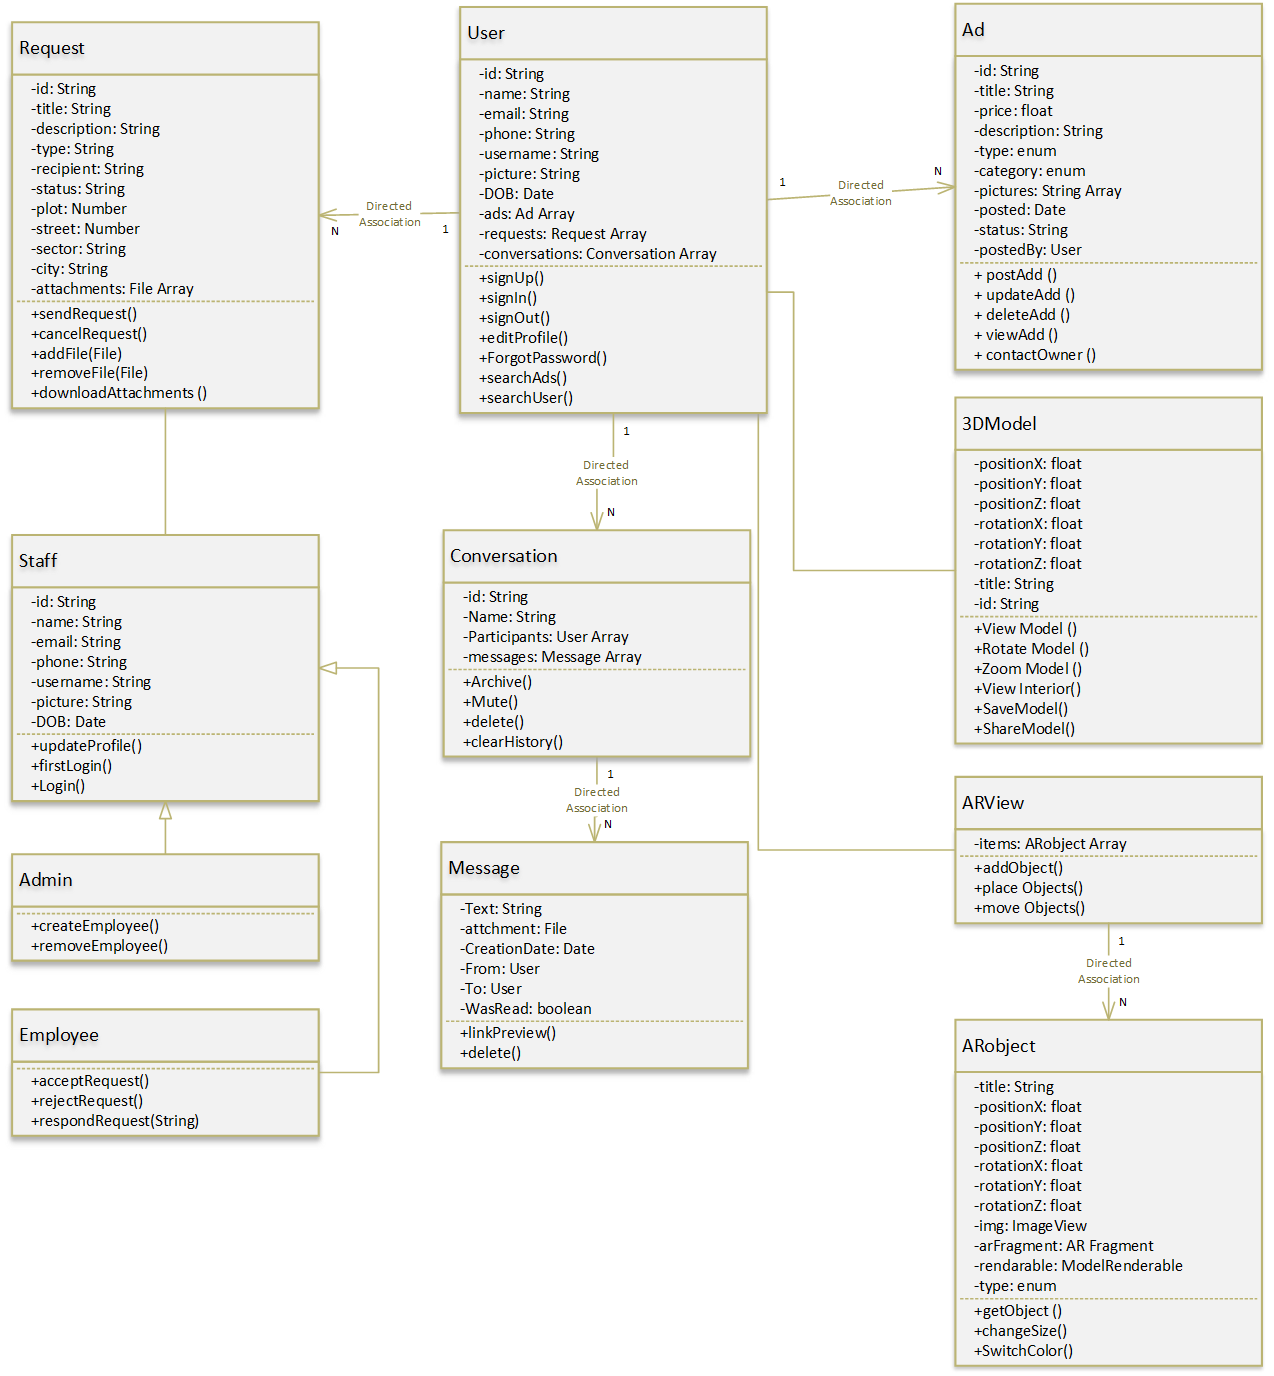 Request
-id: String
-title: String
-description: String
-type: String
-recipient: String
-status: String
-plot: Number
-street: Number
-sector: String
-city: String
-attachments: File Array
+sendRequest()
+cancelRequest()
+addFile(File)
+removeFile(File)
+downloadAttachments ()
Directed
Association
N
1
User
-id: String
-name: String
-email: String
-phone: String
-username: String
-picture: String
-DOB: Date
-ads: Ad Array
-requests: Request Array
-conversations: Conversation Array
+signUp()
+signIn()
+signOut()
+editProfile()
+ForgotPassword()
+searchAds()
+searchUser()
1
Directed
Association
N
Ad
-id: String
-title: String
-price: float
-description: String
-type: enum
-category: enum
-pictures: String Array
-posted: Date
-status: String
-postedBy: User
+ postAdd ()
+ updateAdd ()
+ deleteAdd ()
+ viewAdd ()
+ contactOwner ()
1
Directed
Association
N
3DModel
-positionX: float
-positionY: float
-positionZ: float
-rotationX: float
-rotationY: float
-rotationZ: float
-title: String
-id: String
+View Model ()
+Rotate Model ()
+Zoom Model ()
+View Interior()
+SaveModel()
+ShareModel()
Staff
-id: String
-name: String
-email: String
-phone: String
-username: String
-picture: String
-DOB: Date
+updateProfile()
+firstLogin()
+Login()
Conversation
-id: String
-Name: String
-Participants: User Array
-messages: Message Array
+Archive()
+Mute()
+delete()
+clearHistory()
1
Directed
Association
N
ARView
-items: ARobject Array
+addObject()
+place Objects()
+move Objects()
1
Directed
Association
N
Admin
+createEmployee()
+removeEmployee()
Message
-Text: String
-attchment: File
-CreationDate: Date
-From: User
-To: User
-WasRead: boolean
+linkPreview()
+delete()
Employee
+acceptRequest()
+rejectRequest()
+respondRequest(String)
ARobject
-title: String
-positionX: float
-positionY: float
-positionZ: float
-rotationX: float
-rotationY: float
-rotationZ: float
-img: ImageView
-arFragment: AR Fragment
-rendarable: ModelRenderable
-type: enum
+getObject ()
+changeSize()
+SwitchColor()